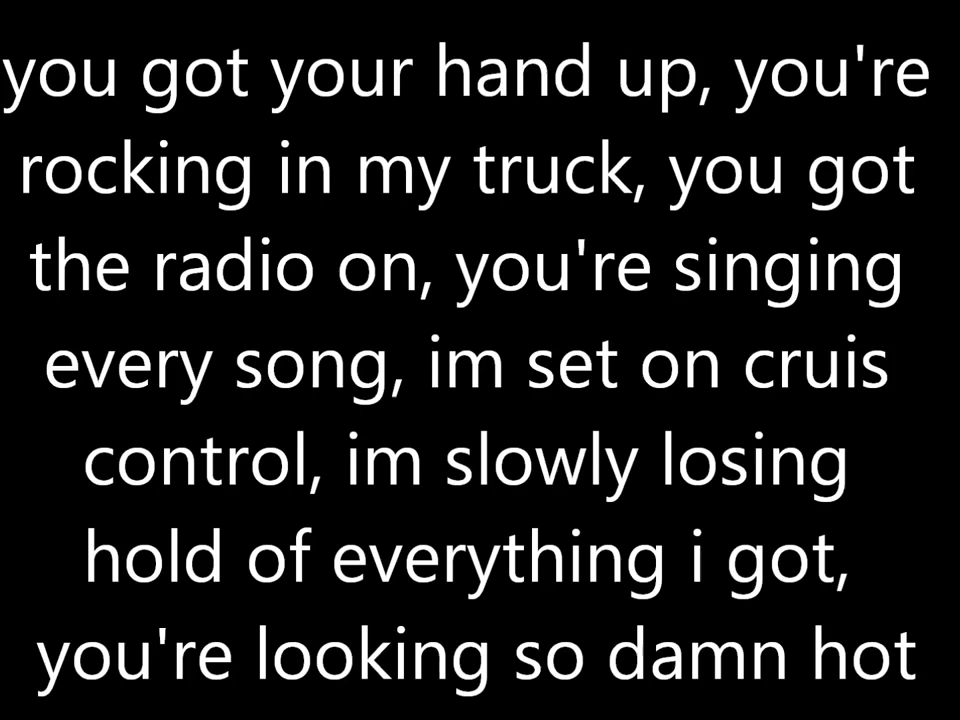 you got your hand up, you're
rocking in my truck, you got
the radio on, you're singing
every song, im set on cruis
control, im slowly losing
hold of everything i got,
you're looking so damn hot